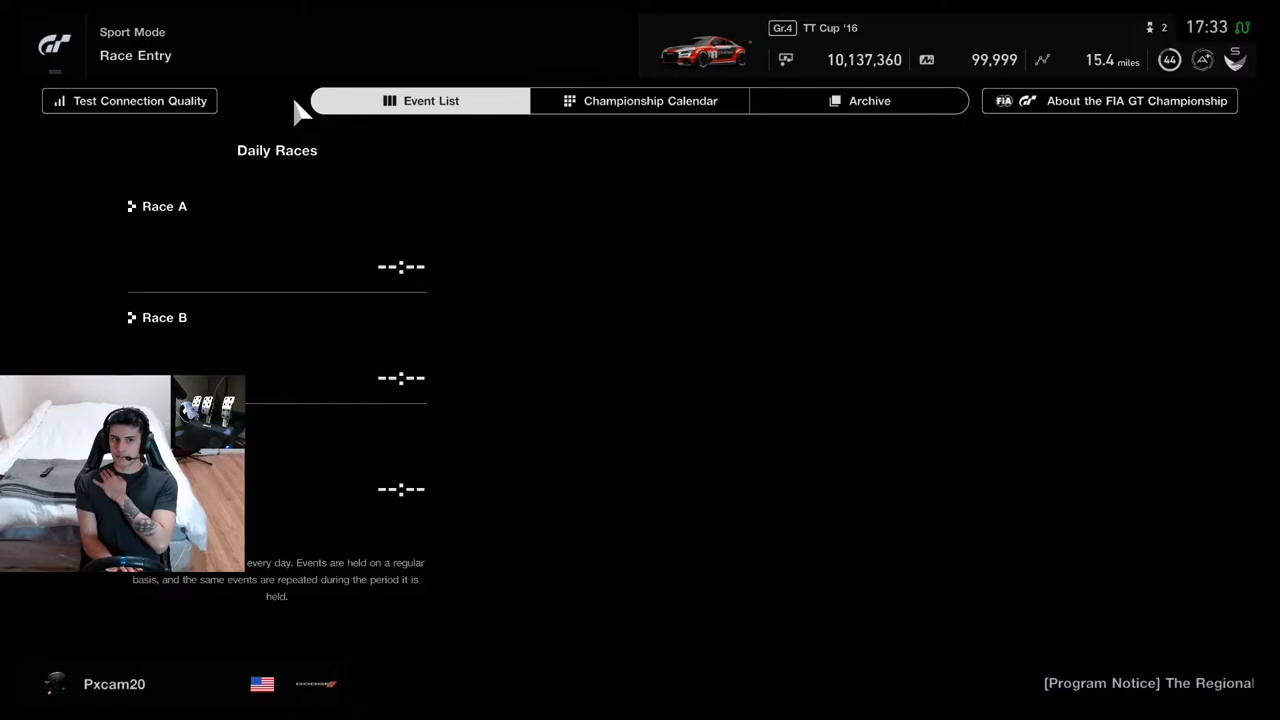 Sport Mode
Race Entry
Gr.4 TT Cup '16
2 17:33
10,137,360 99,999 15.4 miles 44 S
Test Connection Quality
Event List
Championship Calendar
Archive
FIA GT About the FIA GT Championship
Daily Races
Race A
--:--
Race B
--:--
--:--
every day. Events are held on a regular
basis, and the same events are repeated during the period it is
held.
Pxcam20 DODGE
[Program Notice] The Regional